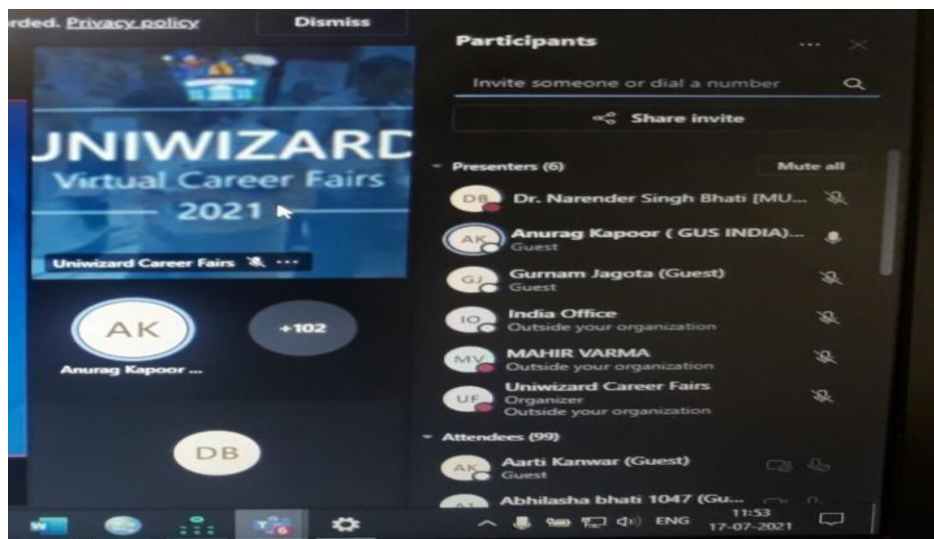 rded. Privacy policy
Dismiss
UNIWIZARD
Virtual Career Fairs
2021
Uniwizard Career Fairs
AK
+102
Anurag Kapoor ...
DB
Participants
Invite someone or dial a number
Share invite
Presenters (6)
Mute all
DB
Dr. Narender Singh Bhati [MU...
AK
Anurag Kapoor ( GUS INDIA)...
Guest
GJ
Gurnam Jagota (Guest)
Guest
IO
India Office
Outside your organization
MV
MAHIR VARMA
Outside your organization
UF
Uniwizard Career Fairs
Organizer
Outside your organization
Attendees (99)
AK
Aarti Kanwar (Guest)
Guest
Abhilasha bhati 1047 (Gu...
ENG
11:53
17-07-2021